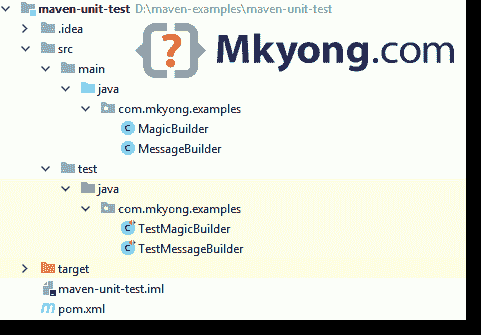 maven-unit-test D:\maven-examples\maven-unit-test
.idea
src
main
java
com.mkyong.examples
MagicBuilder
MessageBuilder
test
java
com.mkyong.examples
TestMagicBuilder
TestMessageBuilder
target
maven-unit-test.iml
pom.xml
{?} Mkyong.com